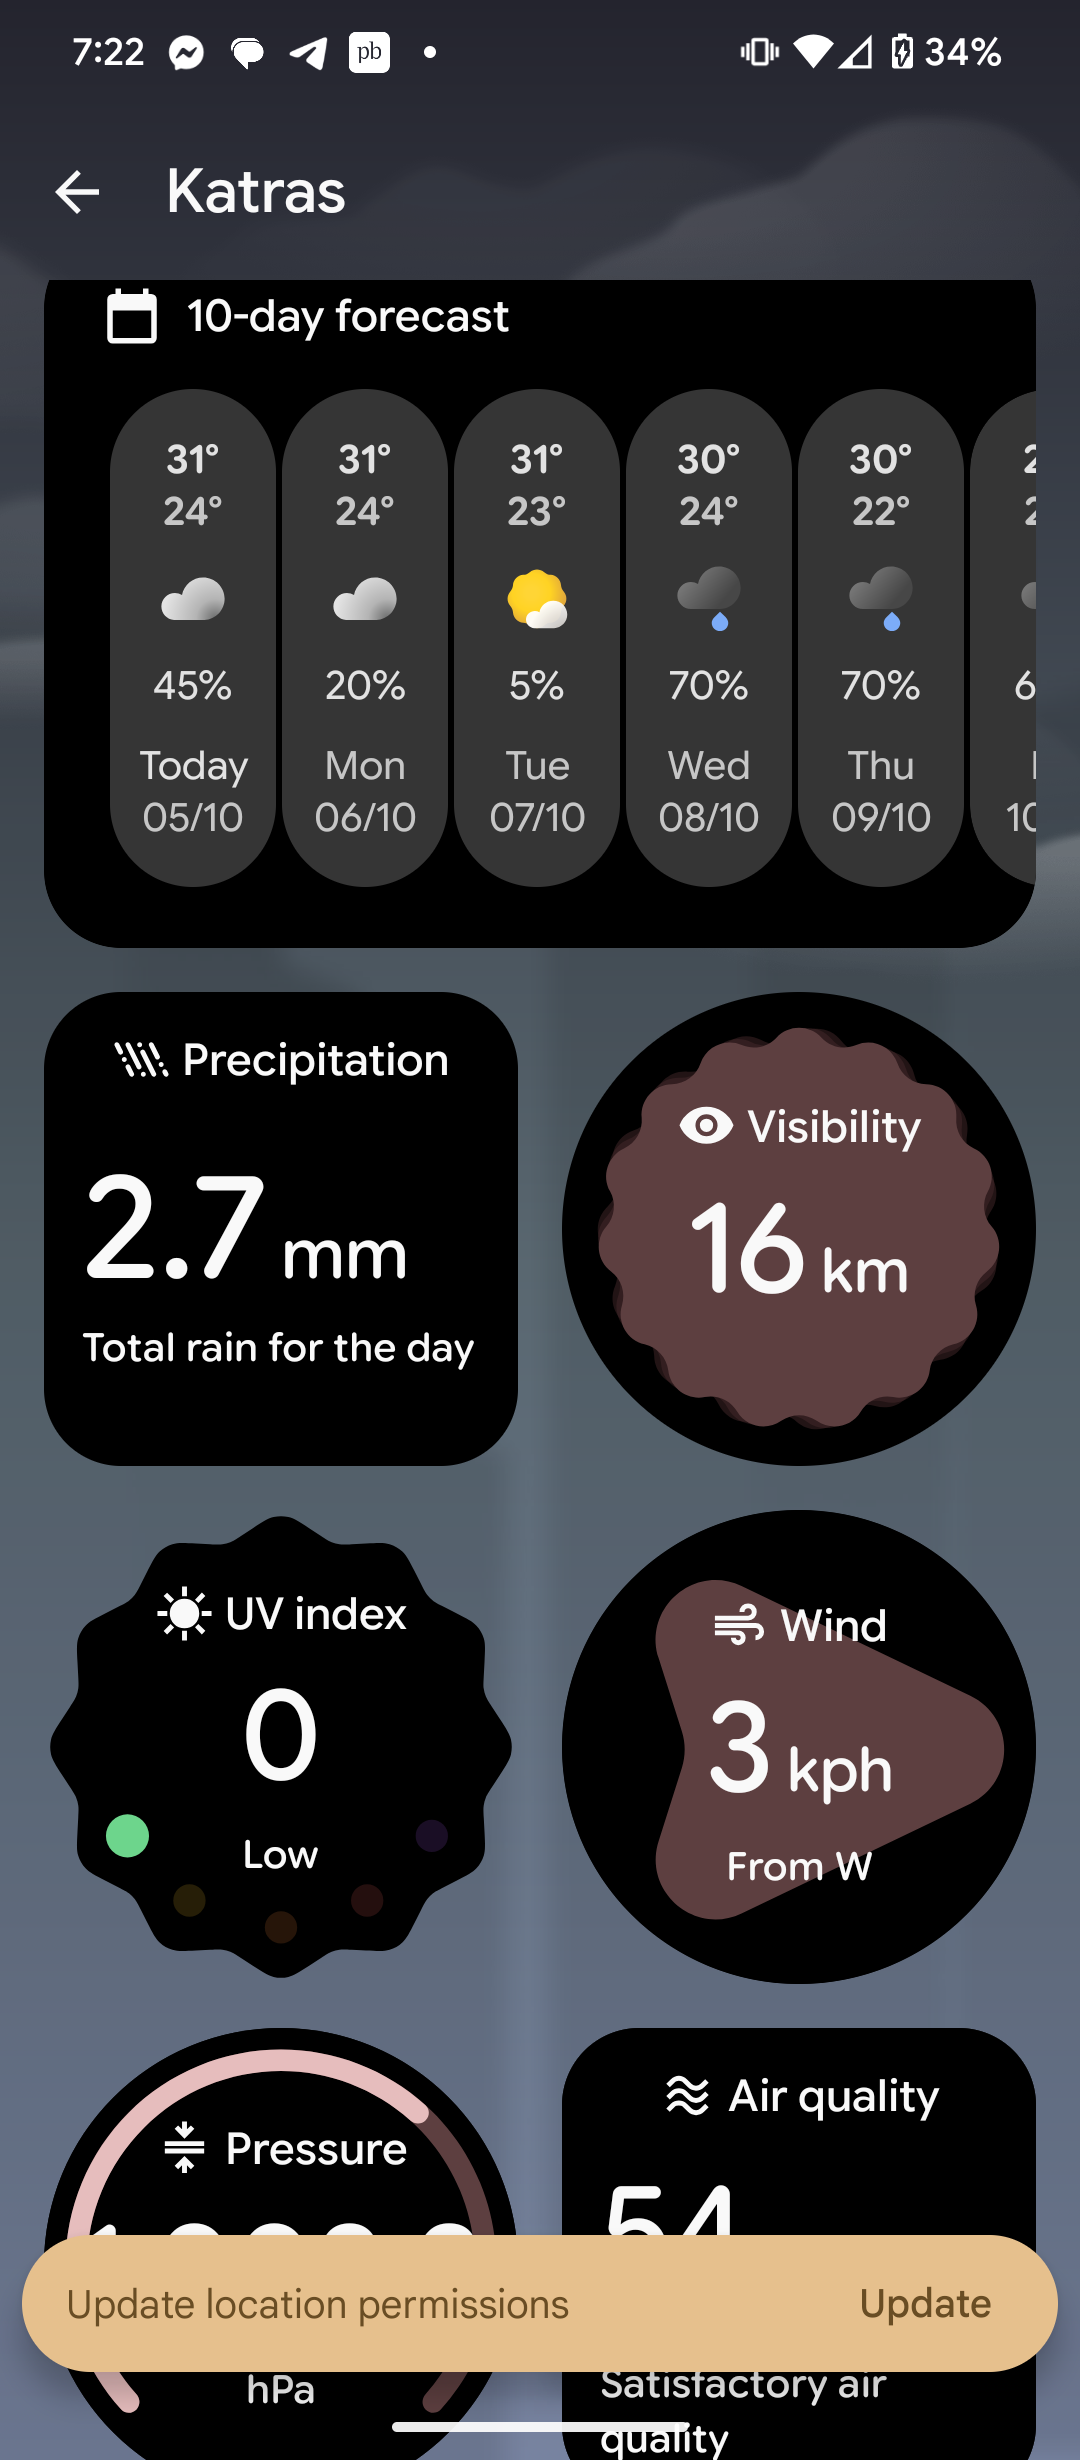 7:22 pb 34%
Katras
10-day forecast
31° 31° 31° 30° 30°
24° 24° 23° 24° 22°
45% 20% 5% 70% 70%
Today Mon Tue Wed Thu
05/10 06/10 07/10 08/10 09/10
Precipitation
2.7 mm
Total rain for the day
Visibility
16 km
UV index
0
Low
Wind
3 kph
From W
Pressure
hPa
Air quality
54
Satisfactory air
quality
Update location permissions Update